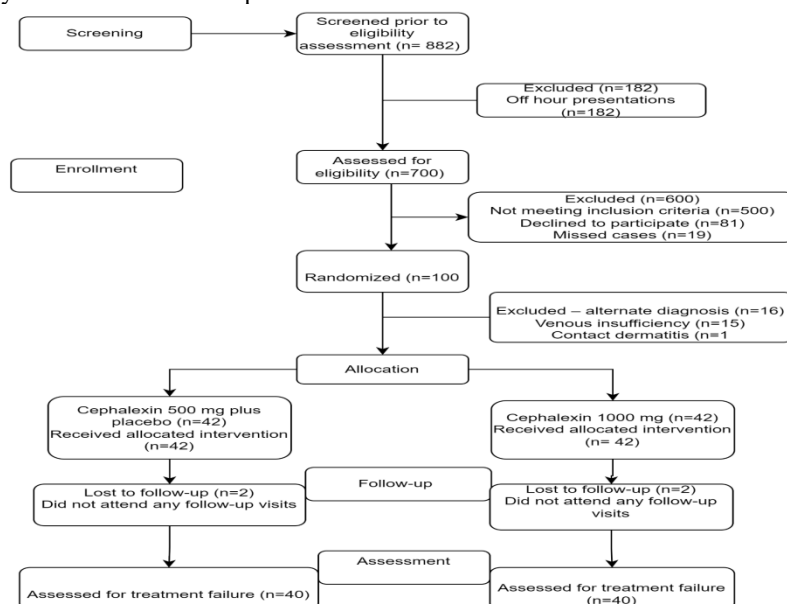 Screening
Screened prior to
eligibility
assessment (n= 882)
Excluded (n=182)
Off hour presentations
(n=182)
Enrollment
Assessed for
eligibility (n=700)
Excluded (n=600)
Not meeting inclusion criteria (n=500)
Declined to participate (n=81)
Missed cases (n=19)
Randomized (n=100
Excluded – alternate diagnosis (n=16)
Venous insufficiency (n=15)
Contact dermatitis (n=1
Allocation
Cephalexin 500 mg plus
placebo (n=42)
Received allocated intervention
(n=42)
Cephalexin 1000 mg (n=42)
Received allocated intervention
(n= 42)
Follow-up
Lost to follow-up (n=2)
Did not attend any follow-up visits
Lost to follow-up (n=2)
Did not attend any follow-up
visits
Assessment
Assessed for treatment failure (n=40)
Assessed for treatment failure
(n=40)